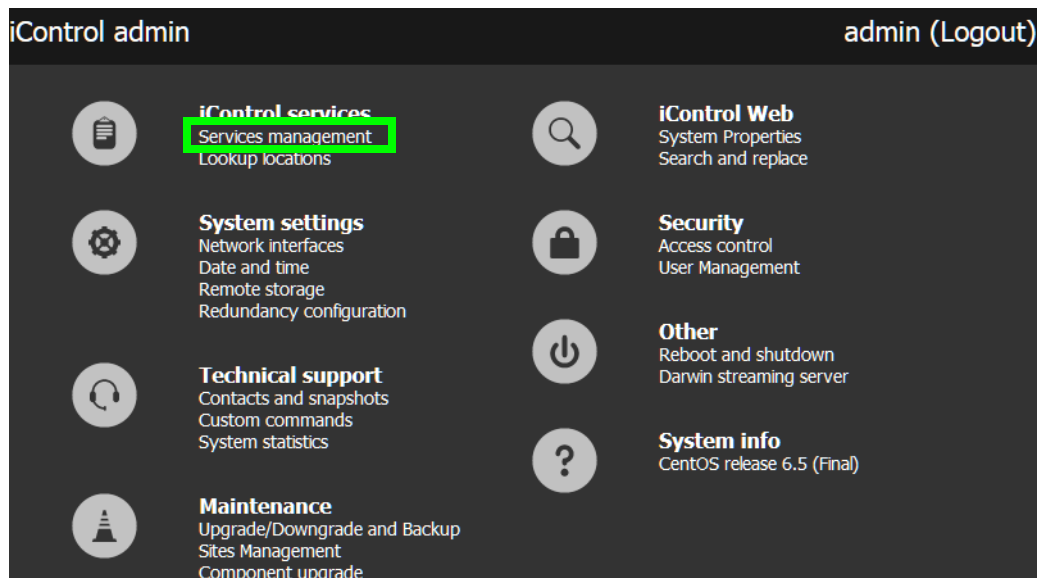 iControl admin
admin (Logout)
iControl services
Services management
Lookup locations
System settings
Network interfaces
Date and time
Remote storage
Redundancy configuration
Technical support
Contacts and snapshots
Custom commands
System statistics
Maintenance
Upgrade/Downgrade and Backup
Sites Management
Component upgrade
iControl Web
System Properties
Search and replace
Security
Access control
User Management
Other
Reboot and shutdown
Darwin streaming server
System info
CentOS release 6.5 (Final)